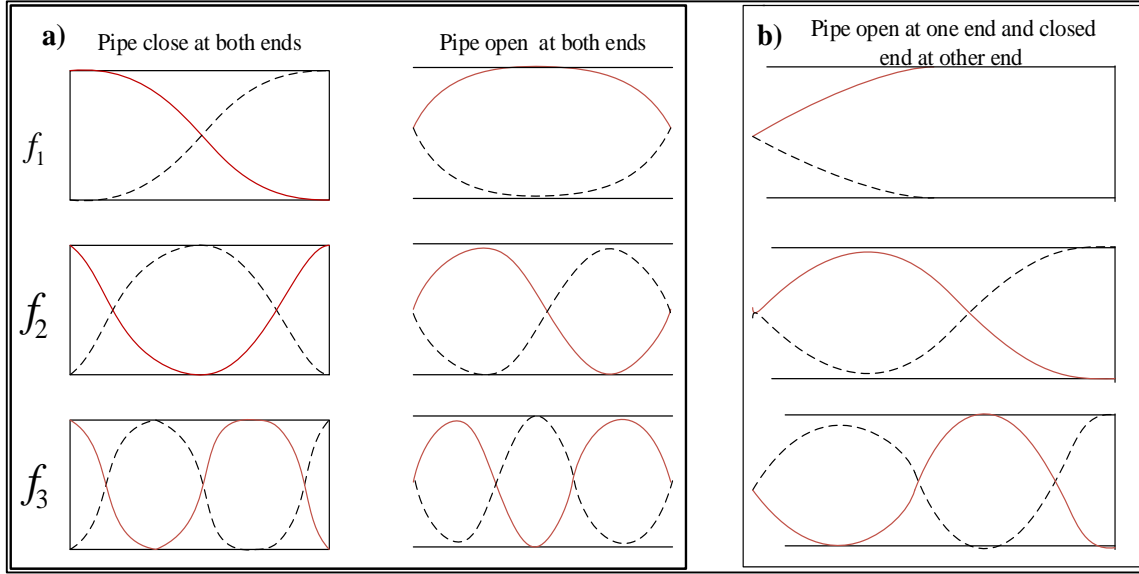 a)
Pipe close at both ends
Pipe open at both ends
b)
Pipe open at one end and closed
end at other end
f1
f2
f3